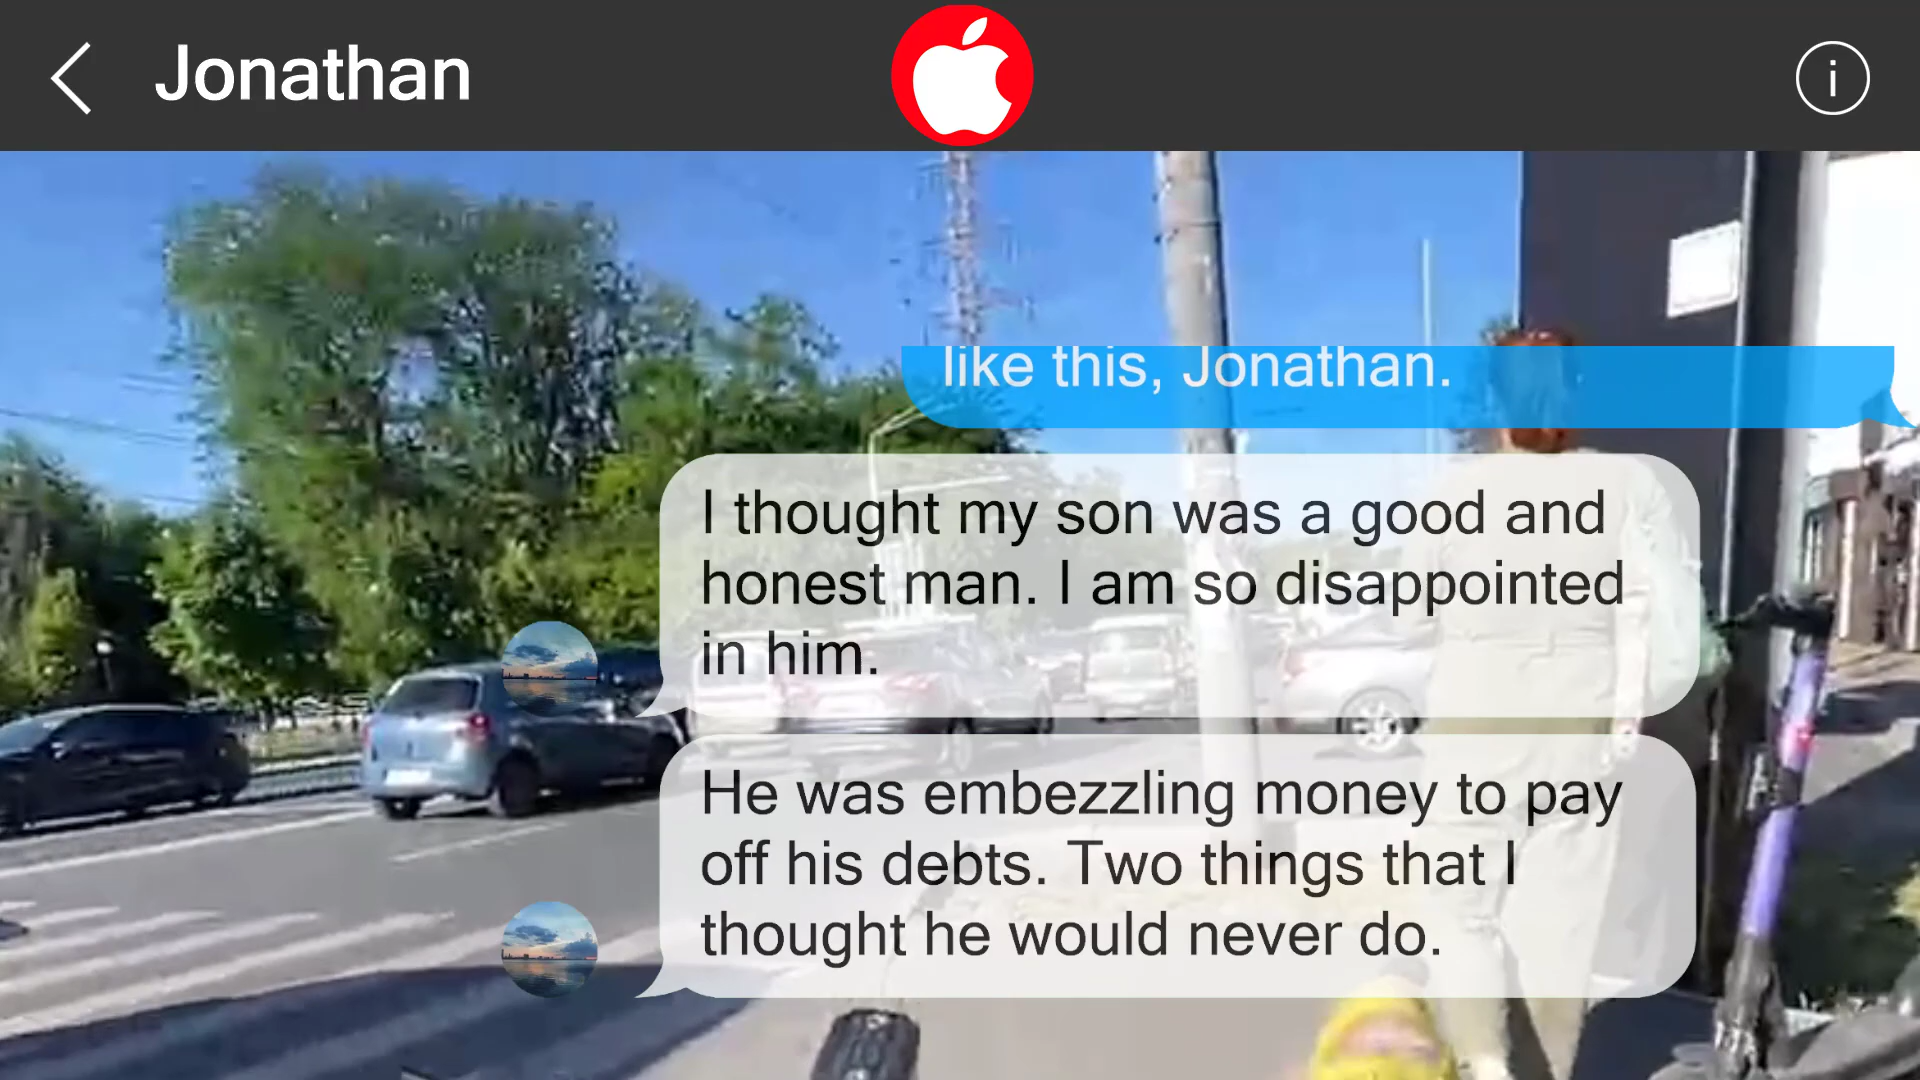 Jonathan
like this, Jonathan.
I thought my son was a good and
honest man. I am so disappointed
in him.
He was embezzling money to pay
off his debts. Two things that I
thought he would never do.